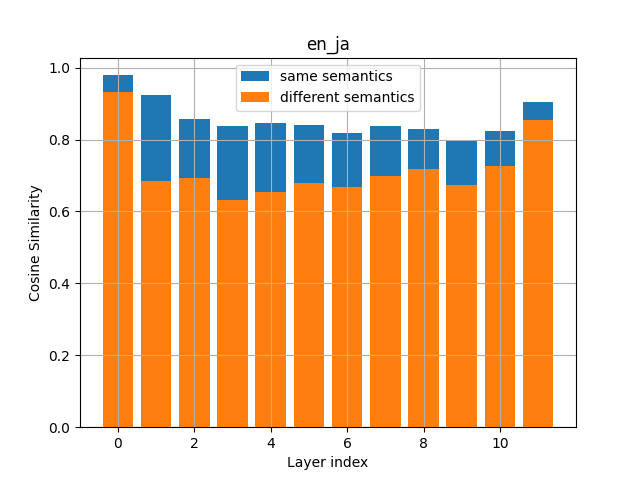 en_ja
same semantics
different semantics
1.0
0.8
0.6
0.4
0.2
0.0
Cosine Similarity
0 2 4 6 8 10
Layer index